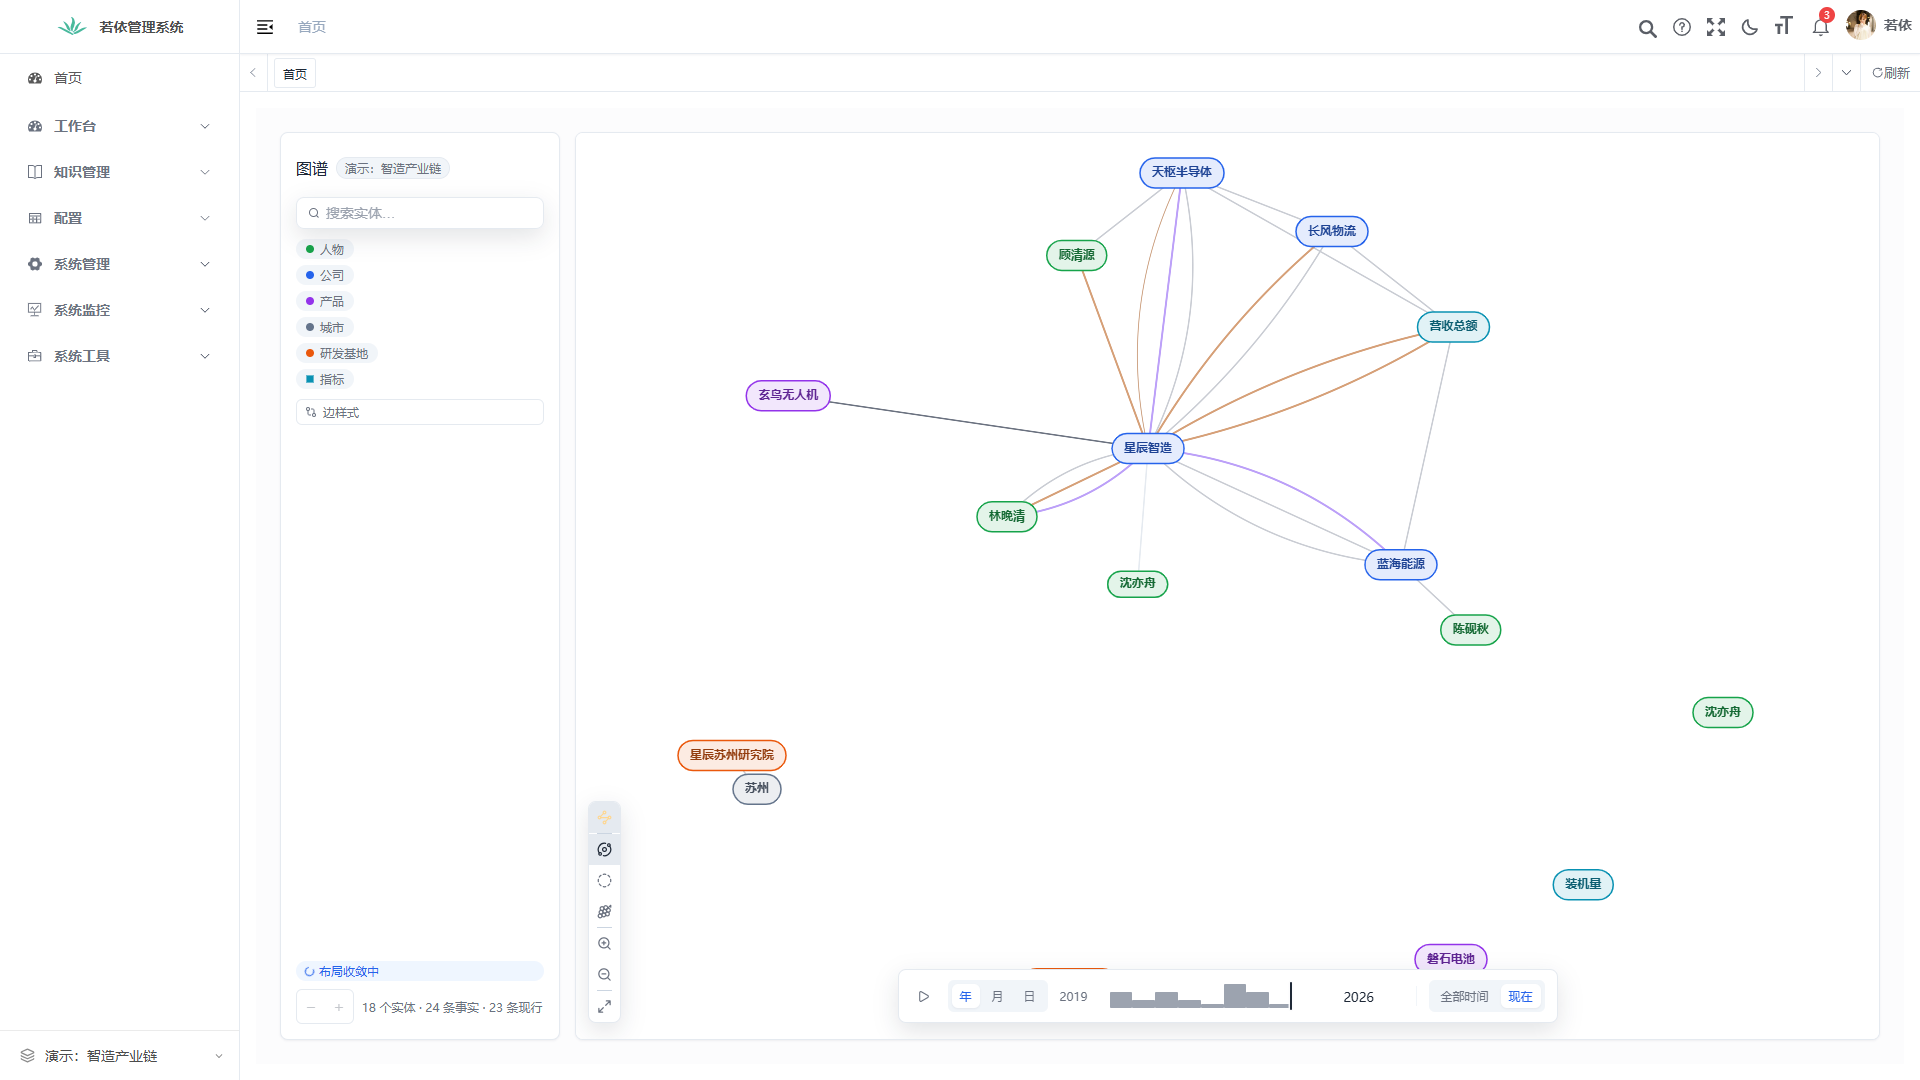 若依管理系统
首页
3
若依
首页
工作台
知识管理
配置
系统管理
系统监控
系统工具
首页
刷新
图谱
演示：智造产业链
搜索实体...
人物
公司
产品
城市
研发基地
指标
边样式
天枢半导体
长风物流
顾清源
营收总额
玄鸟无人机
星辰智造
林晚清
沈亦舟
蓝海能源
陈砚秋
沈亦舟
星辰苏州研究院
苏州
装机量
磐石电池
布局收敛中
18 个实体 · 24 条事实 · 23 条现行
年
月
日
2019
2026
全部时间
现在
演示：智造产业链